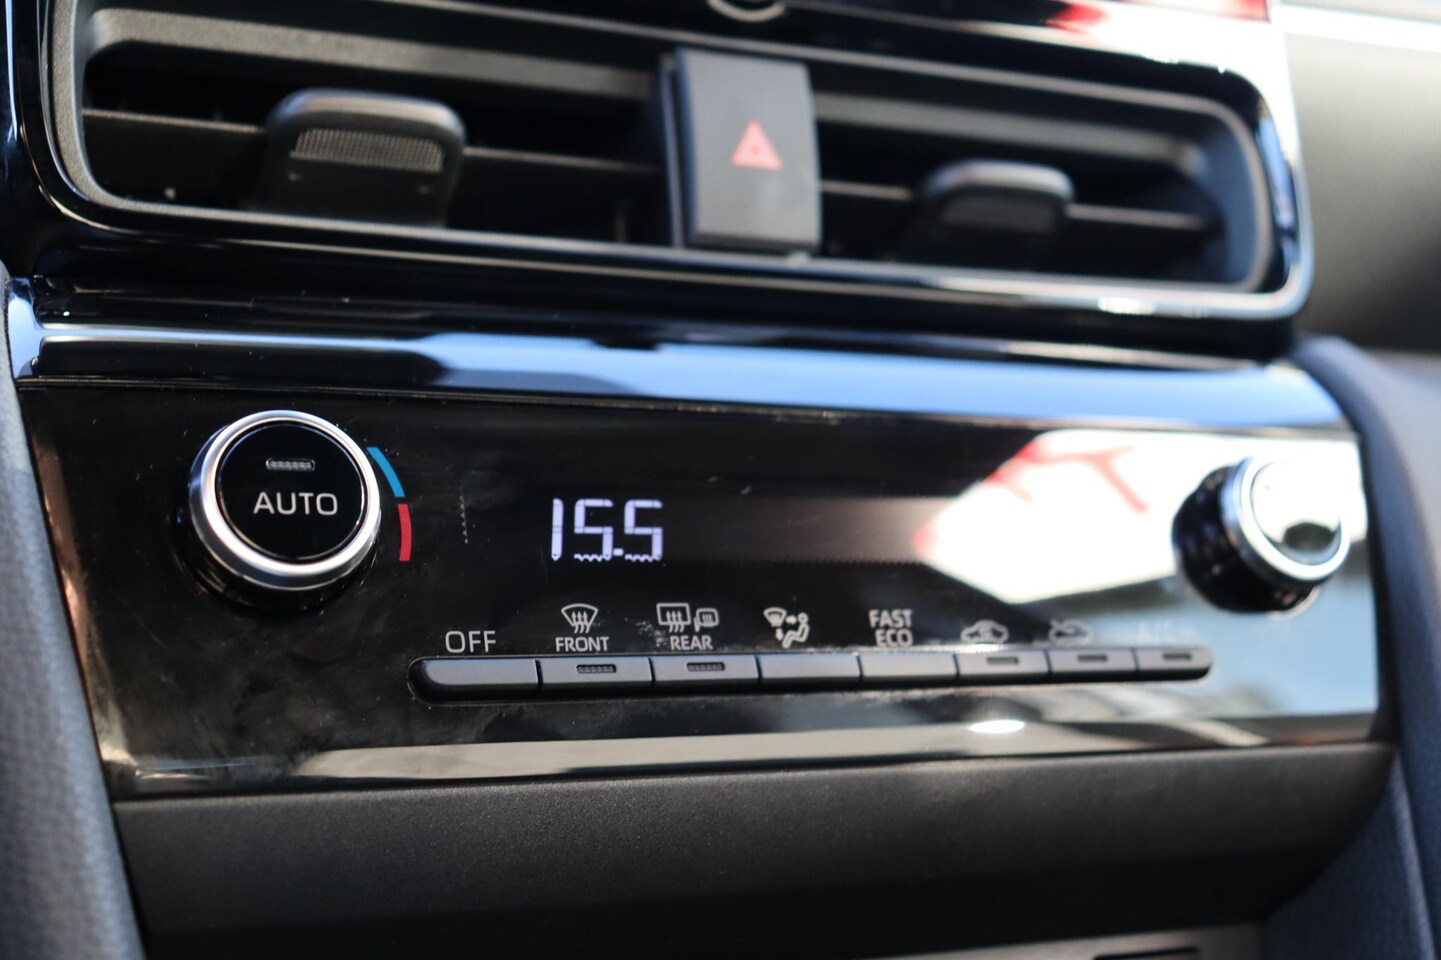 AUTO
15.5
OFF
FRONT
REAR
FAST
ECO
A/C